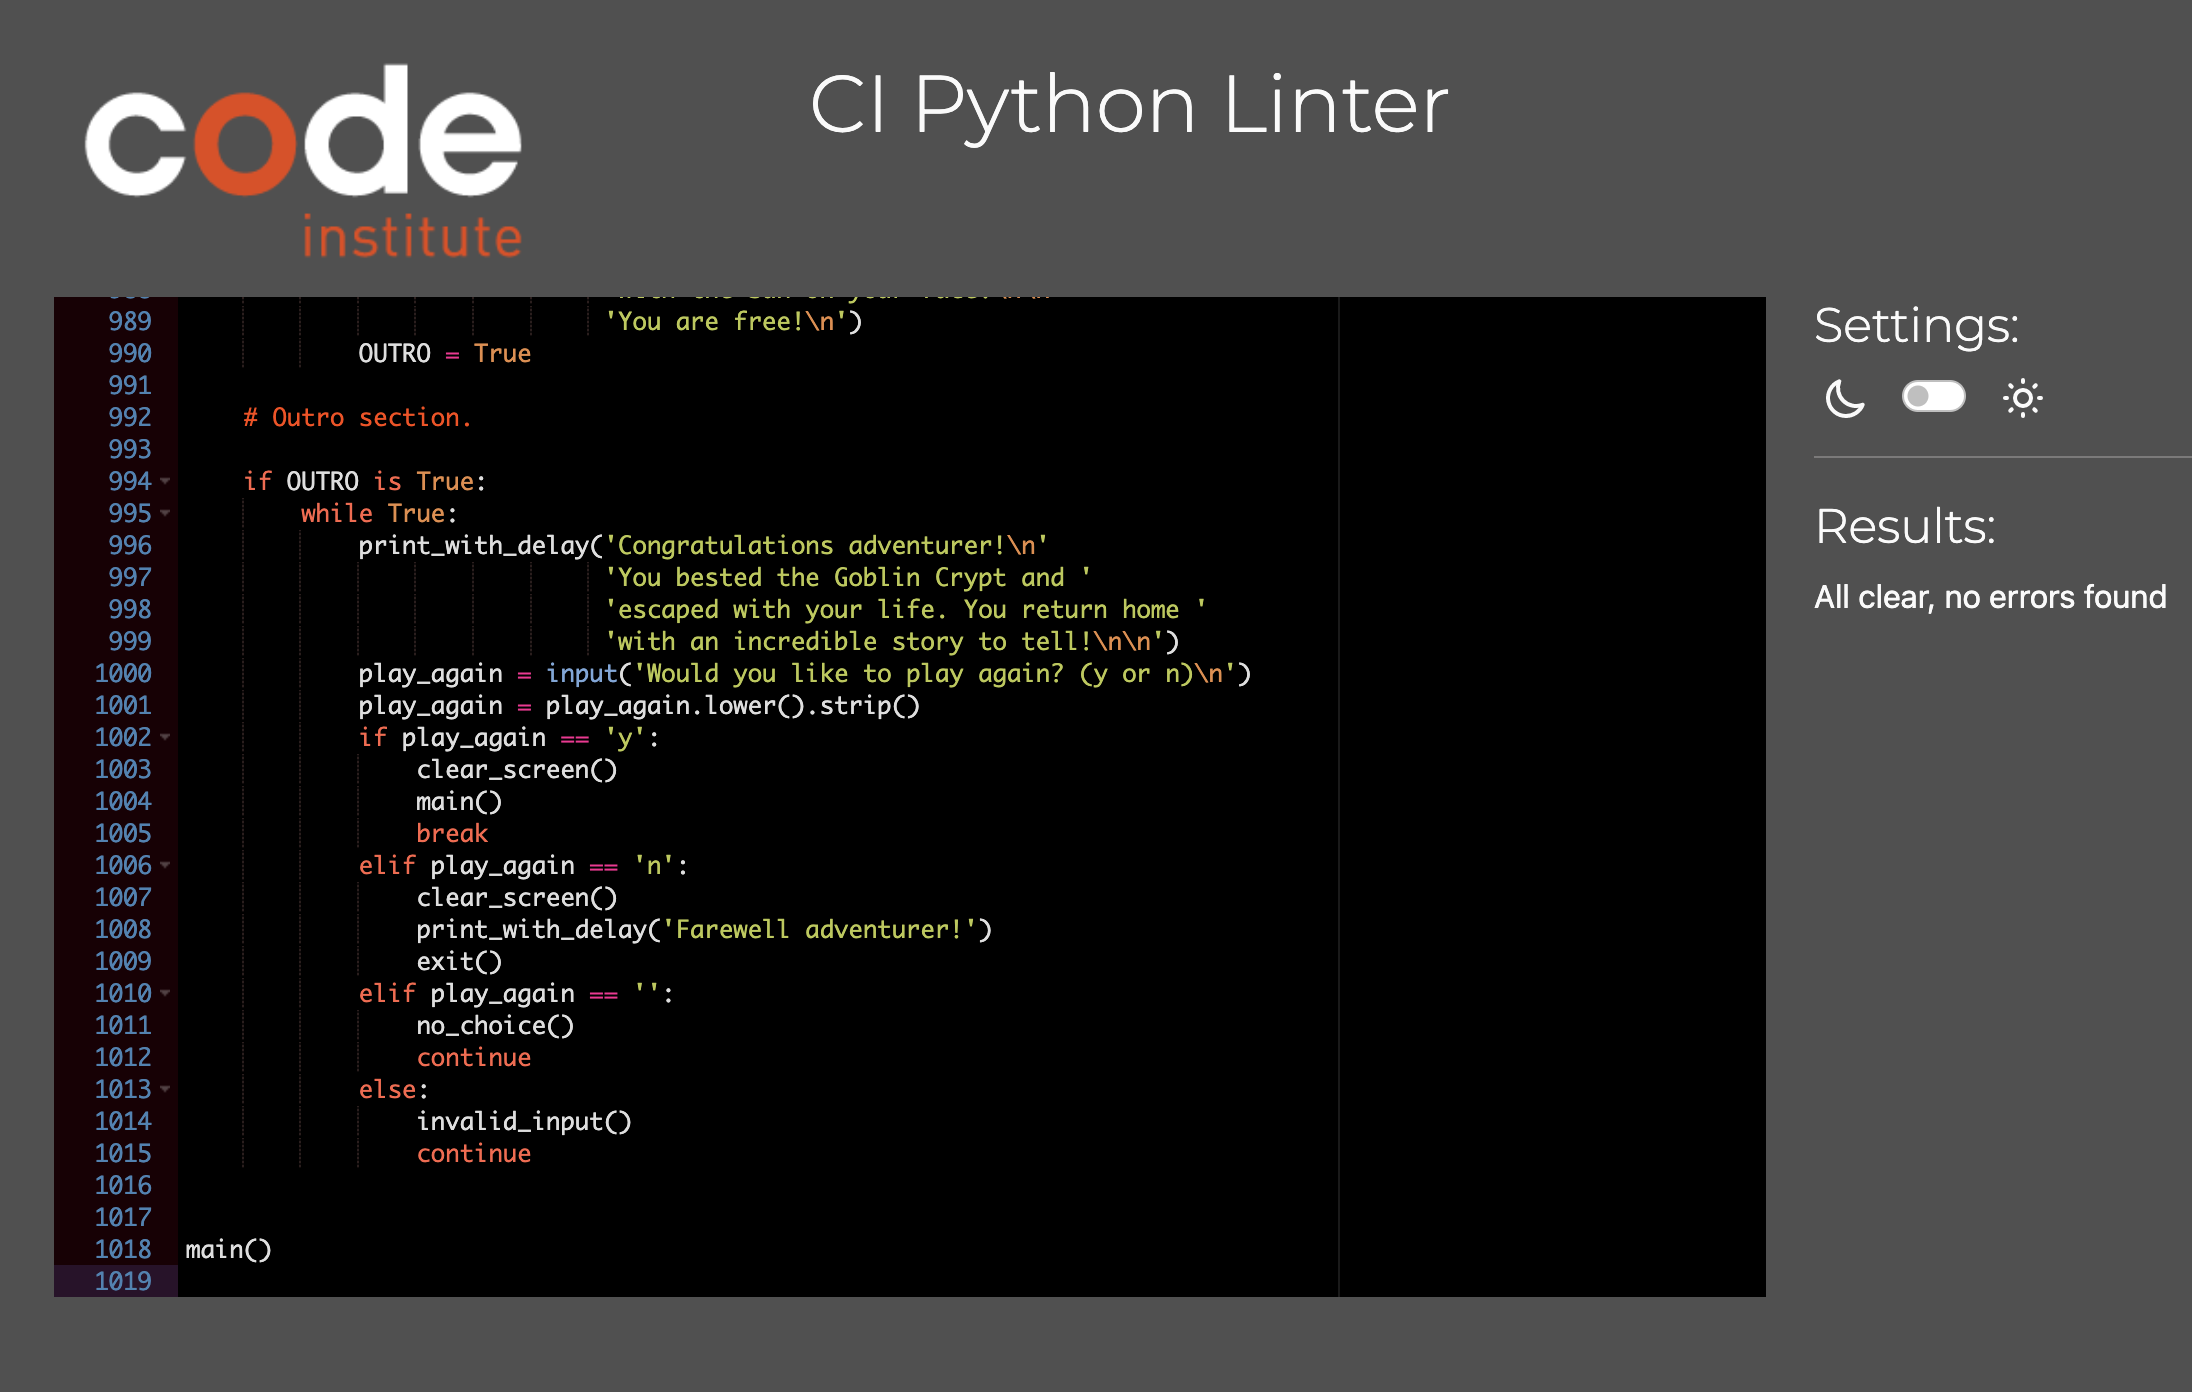 code
institute
CI Python Linter
989 'You are free!\n')
990 OUTRO = True
991
992 # Outro section.
993
994 if OUTRO is True:
995 while True:
996 print_with_delay('Congratulations adventurer!\n'
997 'You bested the Goblin Crypt and '
998 'escaped with your life. You return home '
999 'with an incredible story to tell!\n\n')
1000 play_again = input('Would you like to play again? (y or n)\n')
1001 play_again = play_again.lower().strip()
1002 if play_again == 'y':
1003 clear_screen()
1004 main()
1005 break
1006 elif play_again == 'n':
1007 clear_screen()
1008 print_with_delay('Farewell adventurer!')
1009 exit()
1010 elif play_again == '':
1011 no_choice()
1012 continue
1013 else:
1014 invalid_input()
1015 continue
1016
1017
1018 main()
1019
Settings:
Results:
All clear, no errors found